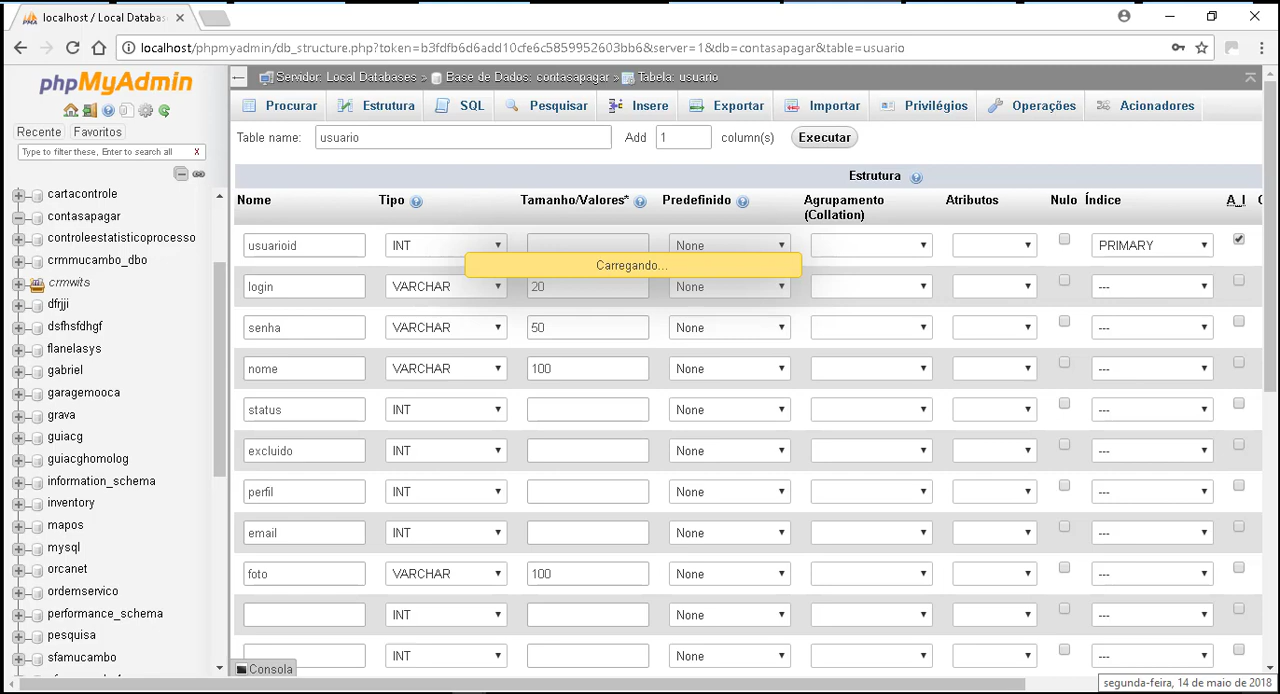 localhost / Local Databas
localhost/phpmyadmin/db_structure.php?token=b3fdfb6d6add10cfe6c5859952603bb6&server=1&db=contasapagar&table=usuario
phpMyAdmin
Recente Favoritos
Type to filter these, Enter to search all X
cartacontrole
contasapagar
controleestatisticoprocesso
crmmucambo_dbo
crmwits
dfrjji
dsfhsfdhgf
flanelasys
gabriel
garagemooca
grava
guiacg
guiacghomolog
information_schema
inventory
mapos
mysql
orcanet
ordemservico
performance_schema
pesquisa
sfamucambo
Servidor: Local Databases » Base de Dados: contasapagar » Tabela: usuario
Procurar Estrutura SQL Pesquisar Insere Exportar Importar Privilégios Operações Acionadores
Table name: usuario Add 1 column(s) Executar
Estrutura
Nome Tipo Tamanho/Valores* Predefinido Agrupamento (Collation) Atributos Nulo Índice A_I
usuarioid INT None PRIMARY
Carregando...
login VARCHAR 20 None ---
senha VARCHAR 50 None ---
nome VARCHAR 100 None ---
status INT None ---
excluido INT None ---
perfil INT None ---
email INT None ---
foto VARCHAR 100 None ---
INT None ---
INT None ---
Consola
segunda-feira, 14 de maio de 2018